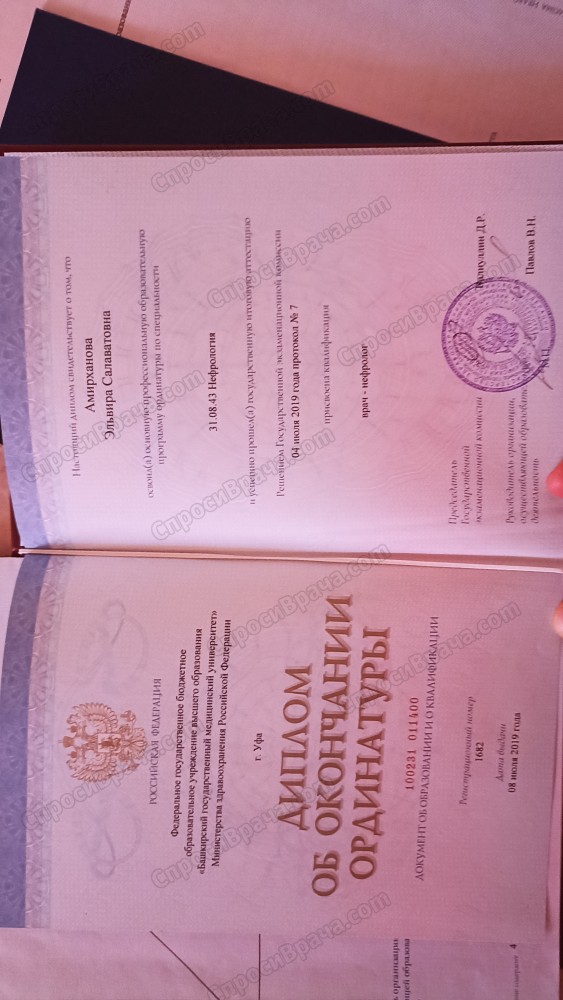 РОССИЙСКАЯ ФЕДЕРАЦИЯ
Федеральное государственное бюджетное
образовательное учреждение высшего образования
«Башкирский государственный медицинский университет»
Министерства здравоохранения Российской Федерации
г. Уфа
ДИПЛОМ
ОБ ОКОНЧАНИИ
ОРДИНАТУРЫ
100231 011400
ДОКУМЕНТ ОБ ОБРАЗОВАНИИ И О КВАЛИФИКАЦИИ
Регистрационный номер
1682
Дата выдачи
08 июля 2019 года
Настоящий диплом свидетельствует о том, что
Амирханова
Эльвира Салаватовна
освоил(а) основную профессиональную образовательную
программу ординатуры по специальности
31.08.43 Нефрология
и успешно прошел(а) государственную итоговую аттестацию
Решением Государственной экзаменационной комиссии
04 июля 2019 года протокол № 7
присвоена квалификация
врач - нефролог
Председатель
Государственной
экзаменационной комиссии
Д.Р.
Руководитель организации,
осуществляющей образовательную
деятельность
Павлов В.Н.
М.П.
СпросиВрача.com